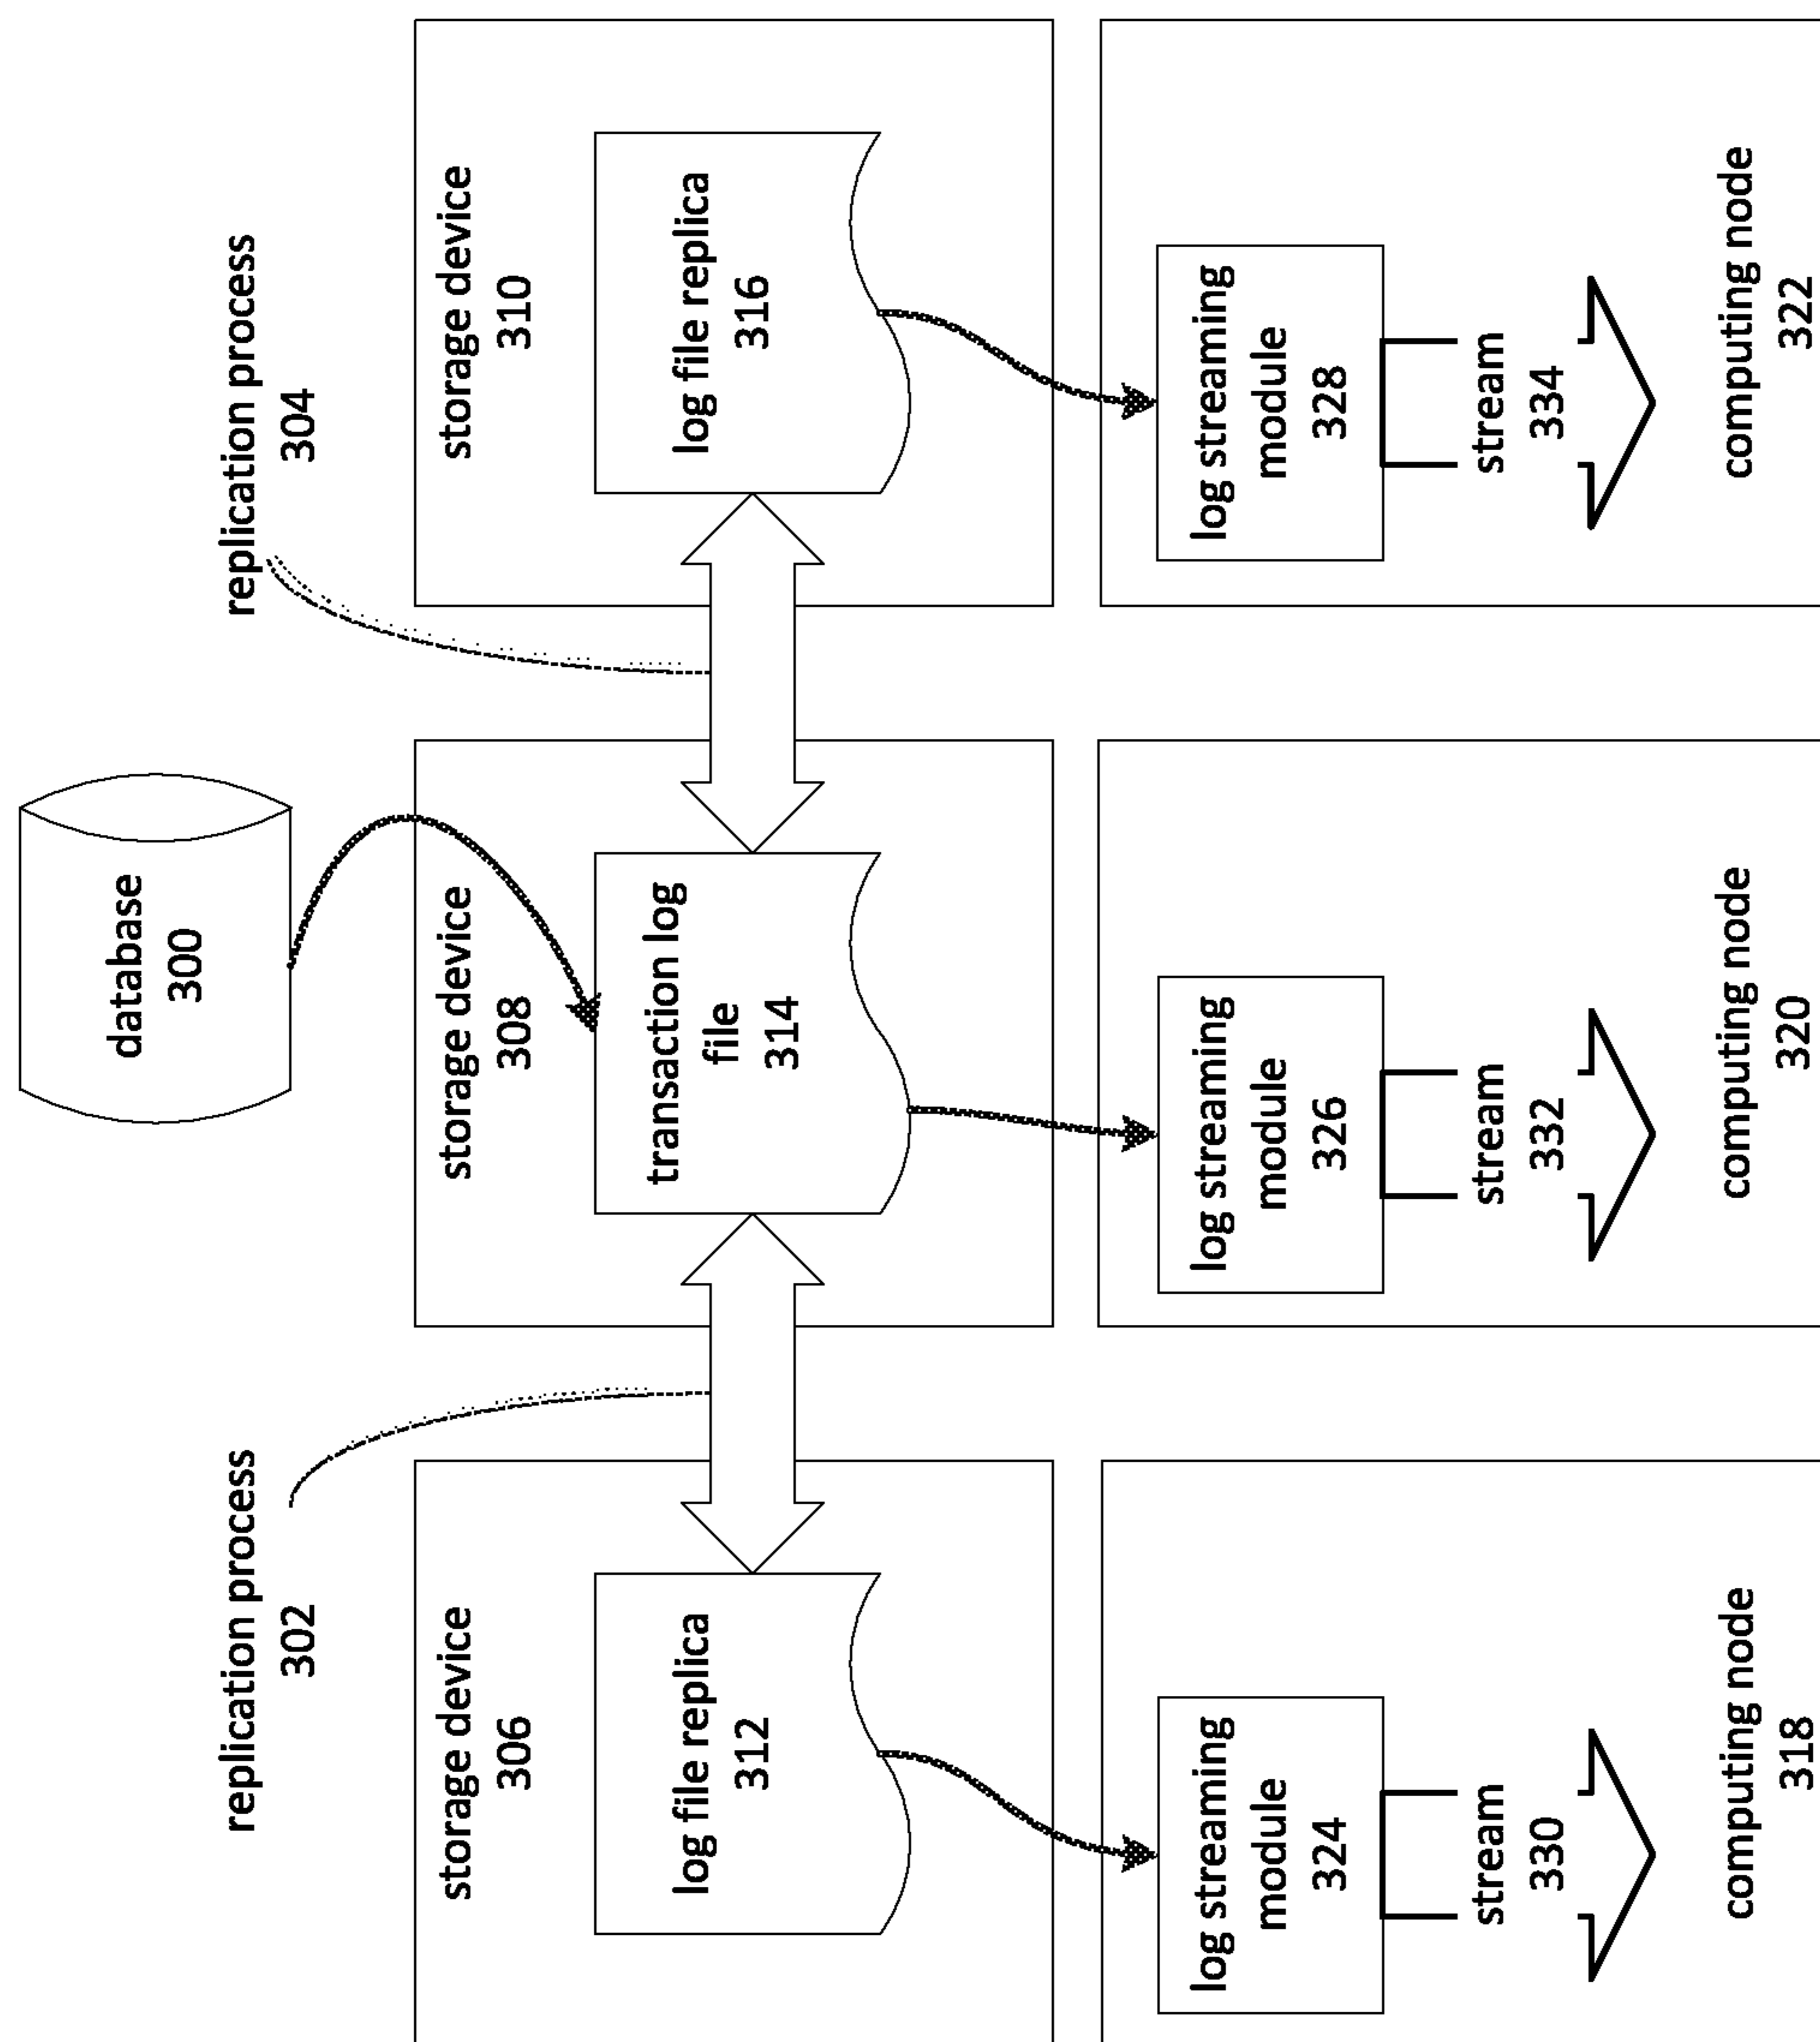 database
300
replication process
302
replication process
304
storage device
306
storage device
308
storage device
310
log file replica
312
transaction log
file
314
log file replica
316
log streaming
module
324
log streaming
module
326
log streaming
module
328
stream
330
stream
332
stream
334
computing node
318
computing node
320
computing node
322